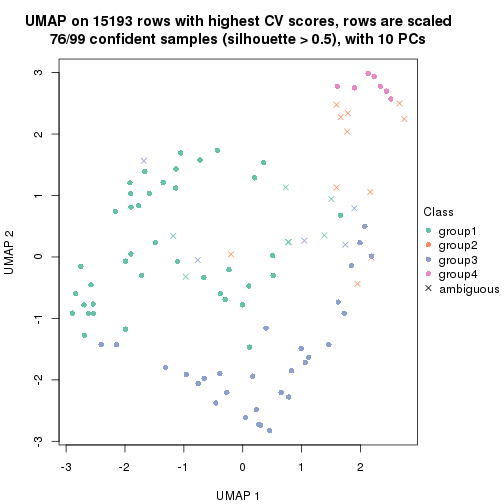 UMAP on 15193 rows with highest CV scores, rows are scaled
76/99 confident samples (silhouette > 0.5), with 10 PCs
3
2
1
0
-1
-2
-3
UMAP 2
-3
-2
-1
0
1
2
UMAP 1
Class
group1
group2
group3
group4
ambiguous